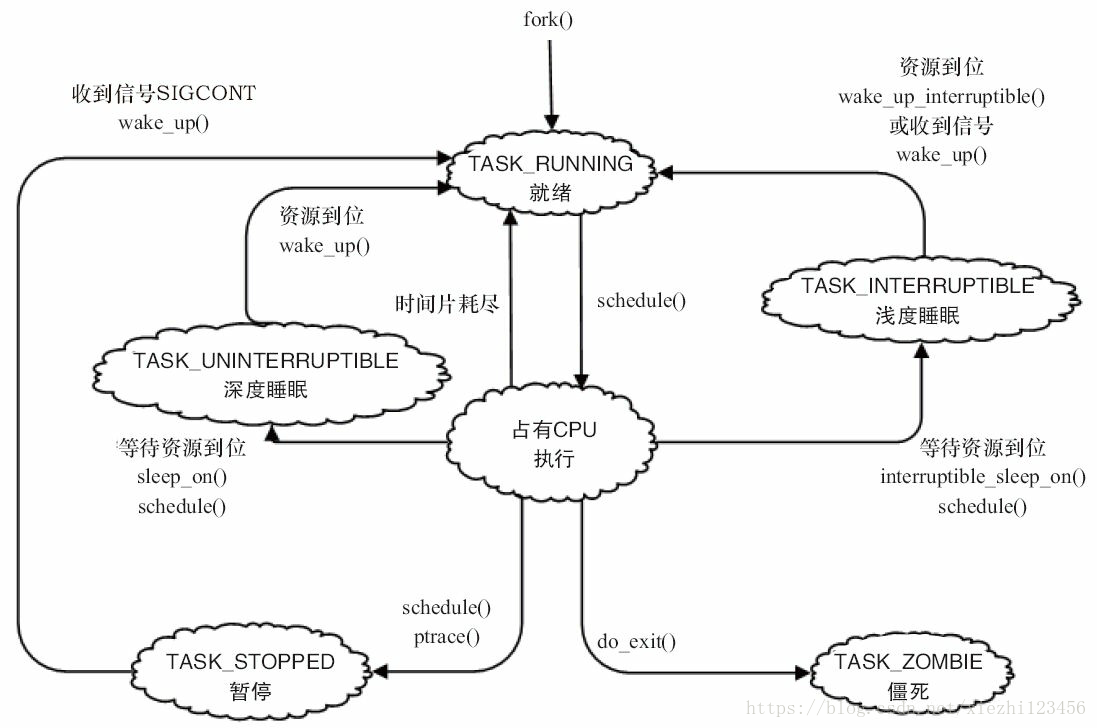 fork()
收到信号SIGCONT
wake_up()
资源到位
wake_up_interruptible()
或收到信号
wake_up()
TASK_RUNNING
就绪
资源到位
wake_up()
时间片耗尽
schedule()
TASK_INTERRUPTIBLE
浅度睡眠
TASK_UNINTERRUPTIBLE
深度睡眠
占有CPU
执行
等待资源到位
sleep_on()
schedule()
等待资源到位
interruptible_sleep_on()
schedule()
schedule()
ptrace()
do_exit()
TASK_STOPPED
暂停
TASK_ZOMBIE
僵死
https://blog.csdn.net/xiezhi123456